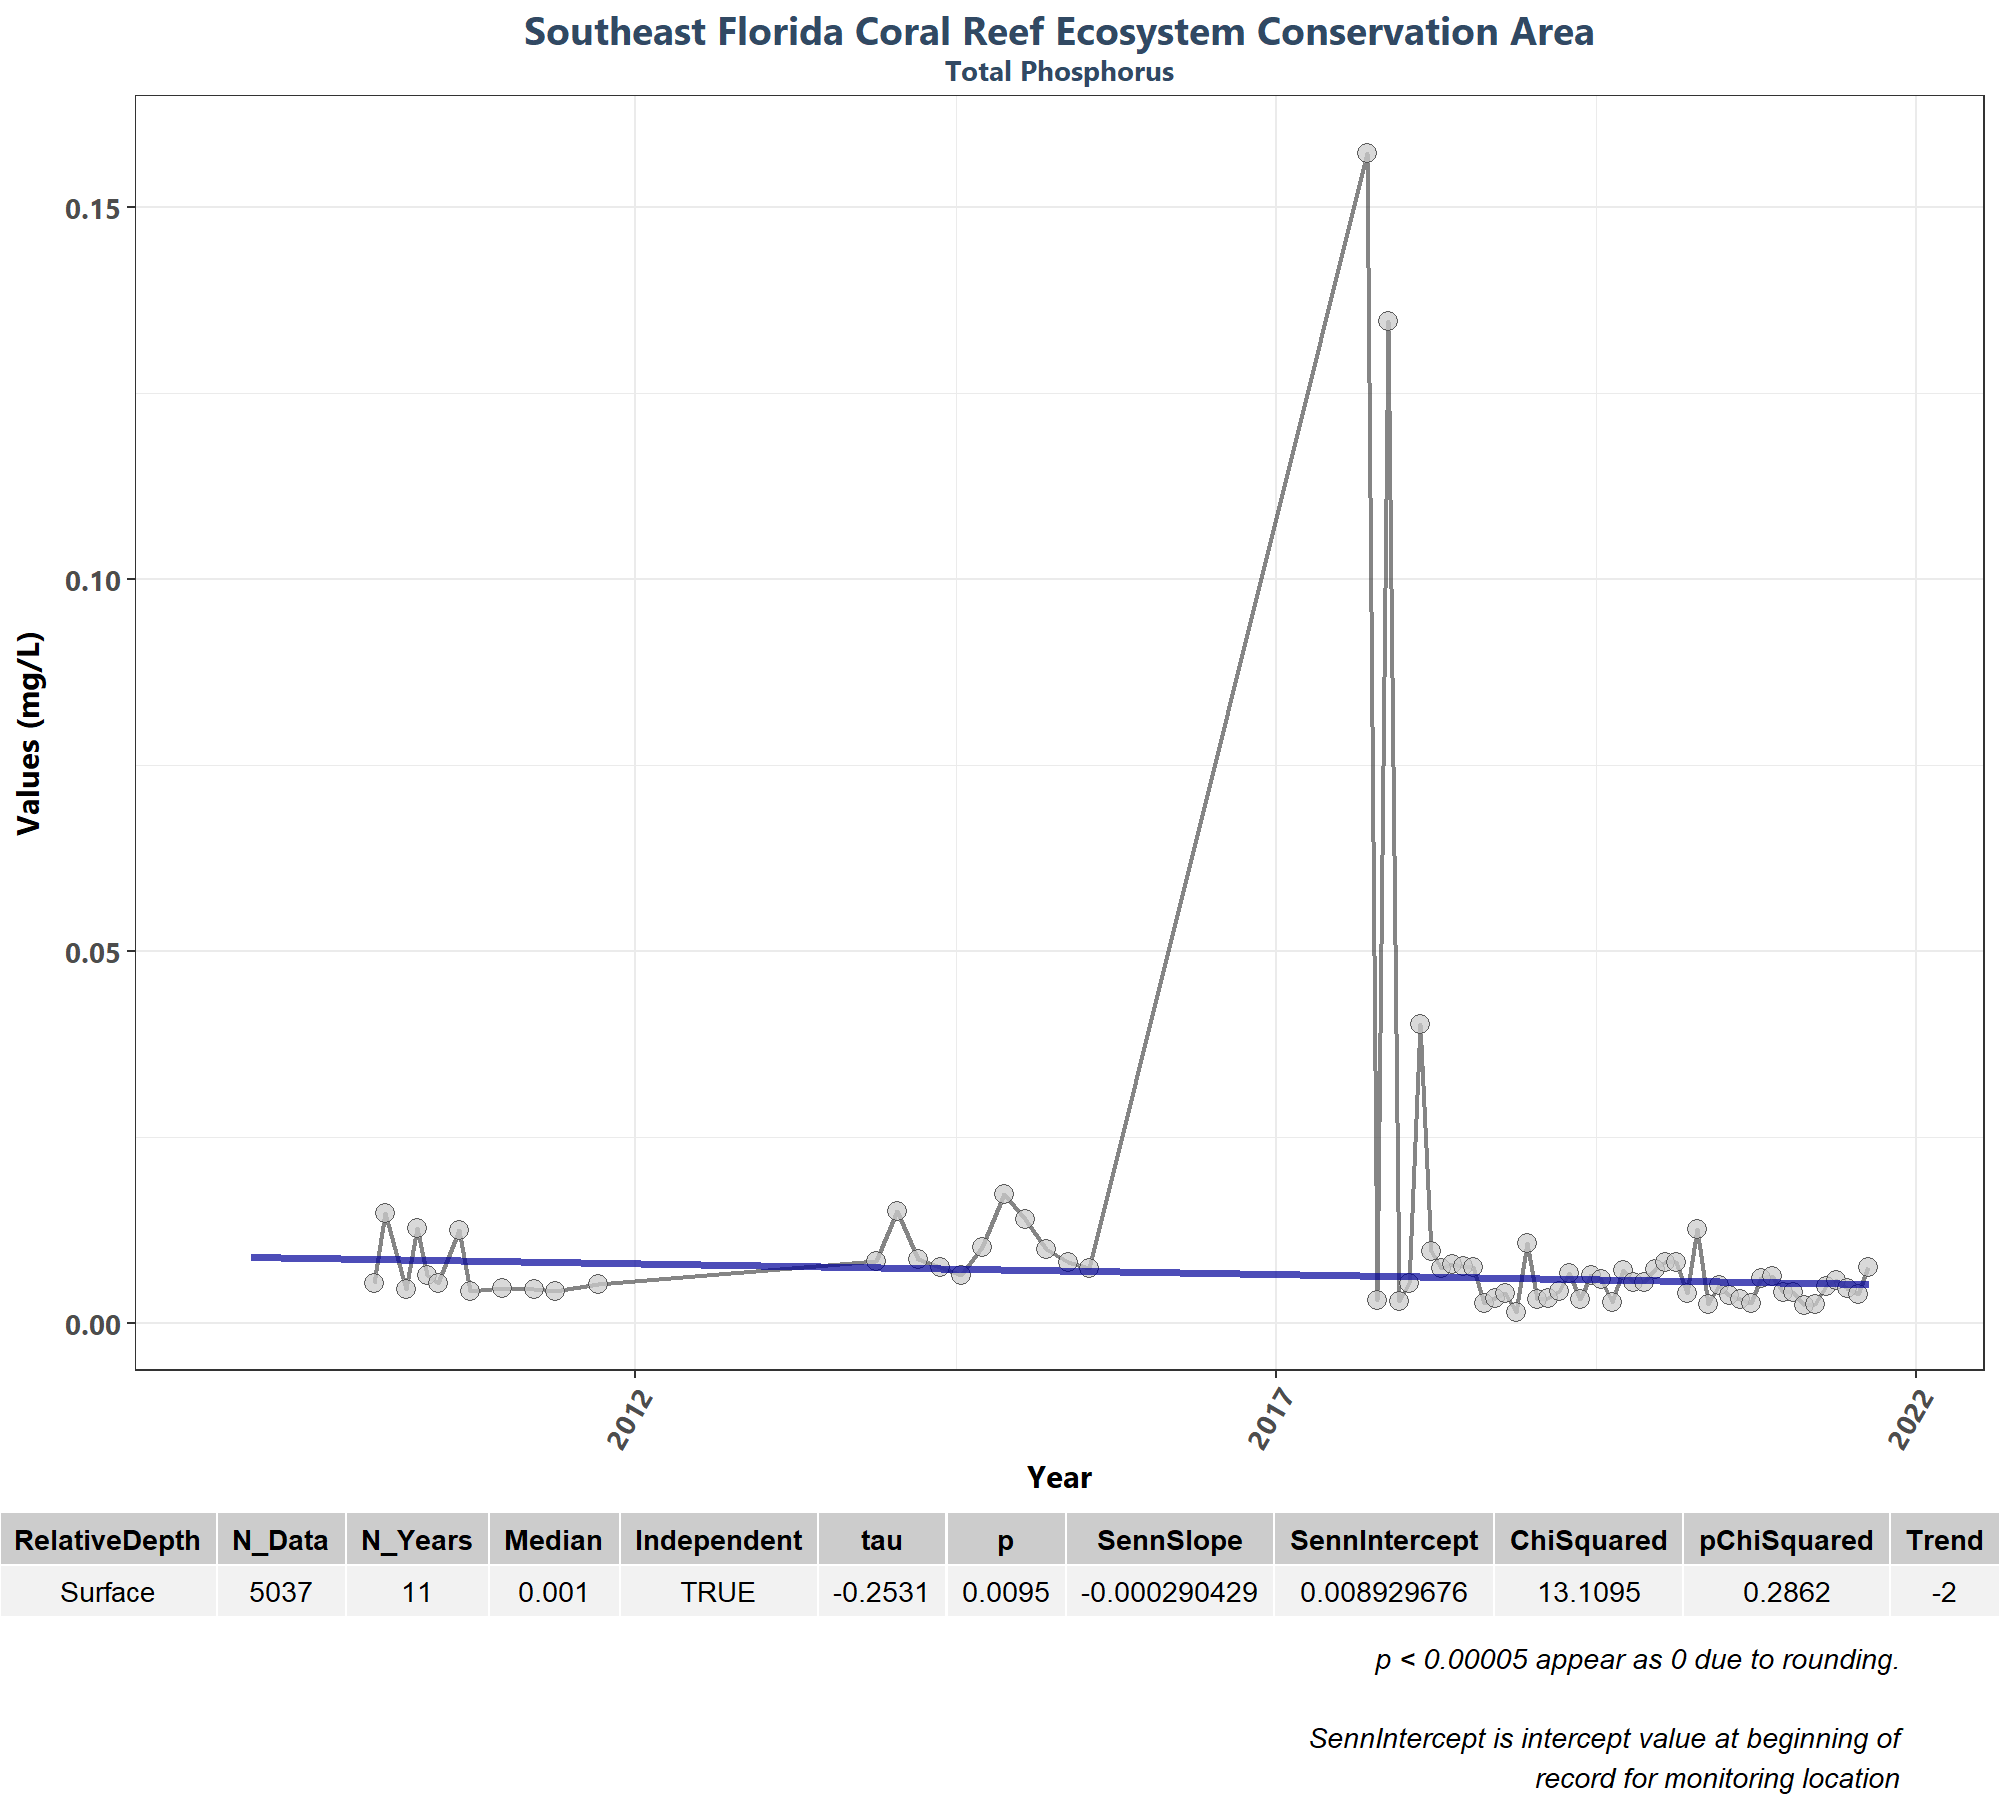 Southeast Florida Coral Reef Ecosystem Conservation Area
Total Phosphorus
Values (mg/L)
0.15
0.10
0.05
0.00
2012
2017
2022
Year
RelativeDepth N_Data N_Years Median Independent tau p SennSlope SennIntercept ChiSquared pChiSquared Trend
Surface 5037 11 0.001 TRUE -0.2531 0.0095 -0.000290429 0.008929676 13.1095 0.2862 -2
p < 0.00005 appear as 0 due to rounding.
SennIntercept is intercept value at beginning of
record for monitoring location